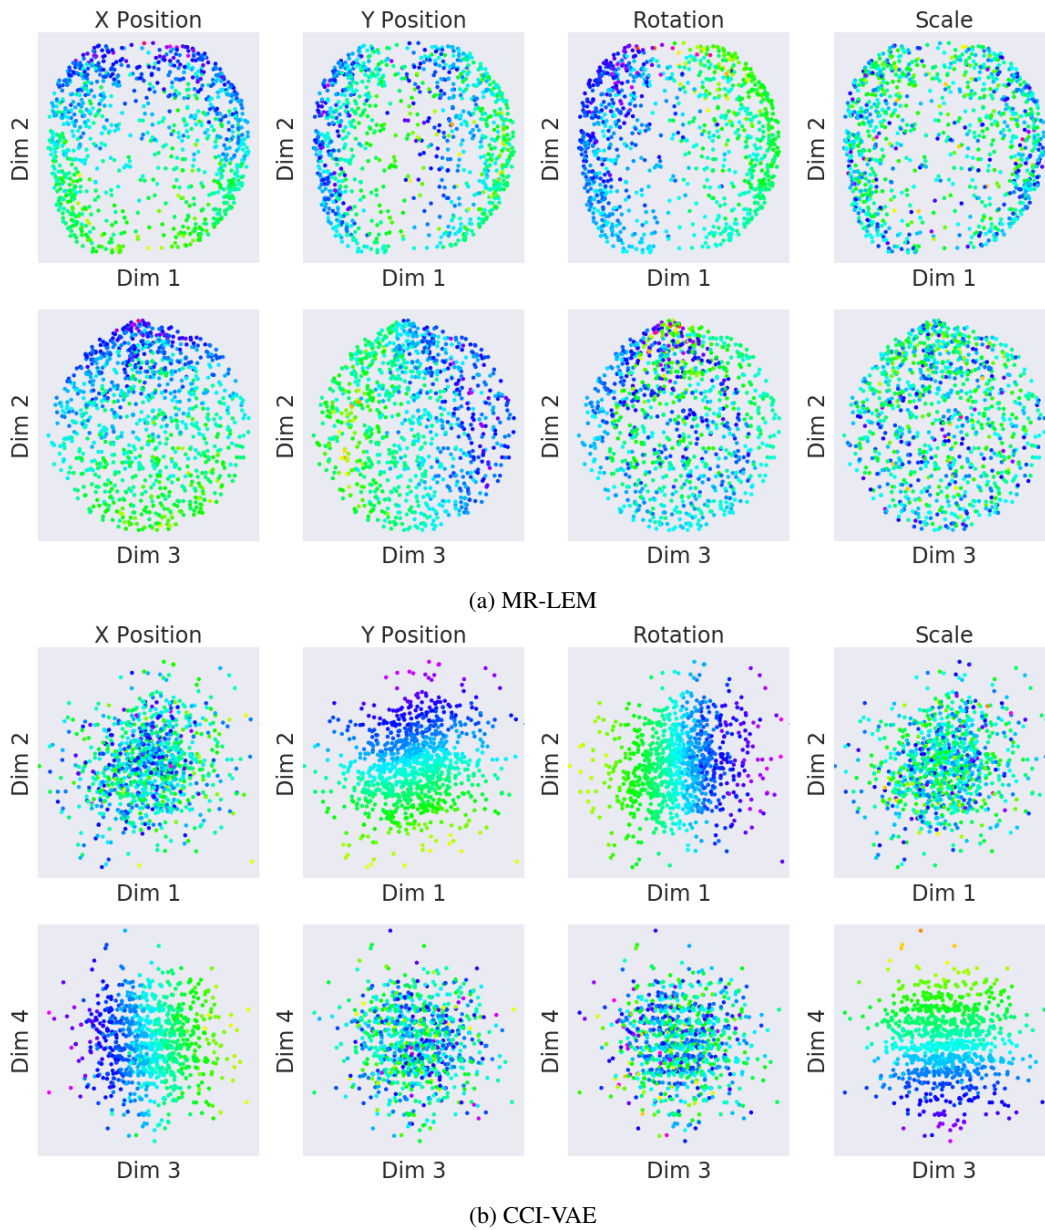 X Position Y Position Rotation Scale
Dim 2 Dim 2 Dim 2 Dim 2
Dim 1 Dim 1 Dim 1 Dim 1
Dim 2 Dim 2 Dim 2 Dim 2
Dim 3 Dim 3 Dim 3 Dim 3
(a) MR-LEM
X Position Y Position Rotation Scale
Dim 2 Dim 2 Dim 2 Dim 2
Dim 1 Dim 1 Dim 1 Dim 1
Dim 4 Dim 4 Dim 4 Dim 4
Dim 3 Dim 3 Dim 3 Dim 3
(b) CCI-VAE